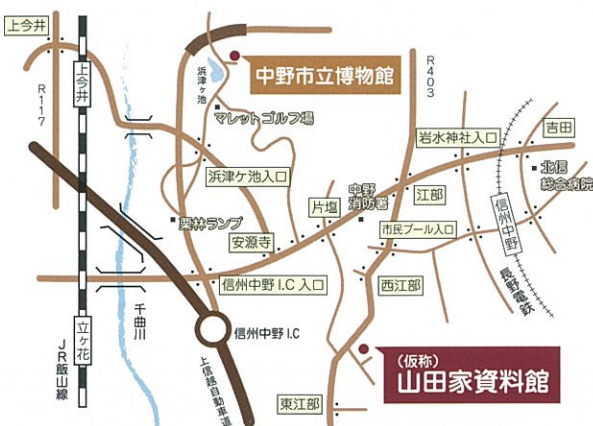 上今井
R117
上今井
浜津ヶ池
中野市立博物館
R403
マレットゴルフ場
岩水神社入口
吉田
北信
総合病院
浜津ケ池入口
片塩
中野
消防署
江部
信州中野
栗林ランプ
安源寺
市民プール入口
長野電鉄
信州中野 I.C 入口
西江部
千曲川
信州中野 I.C
立ヶ花
JR飯山線
上信越自動車道
(仮称)
山田家資料館
東江部